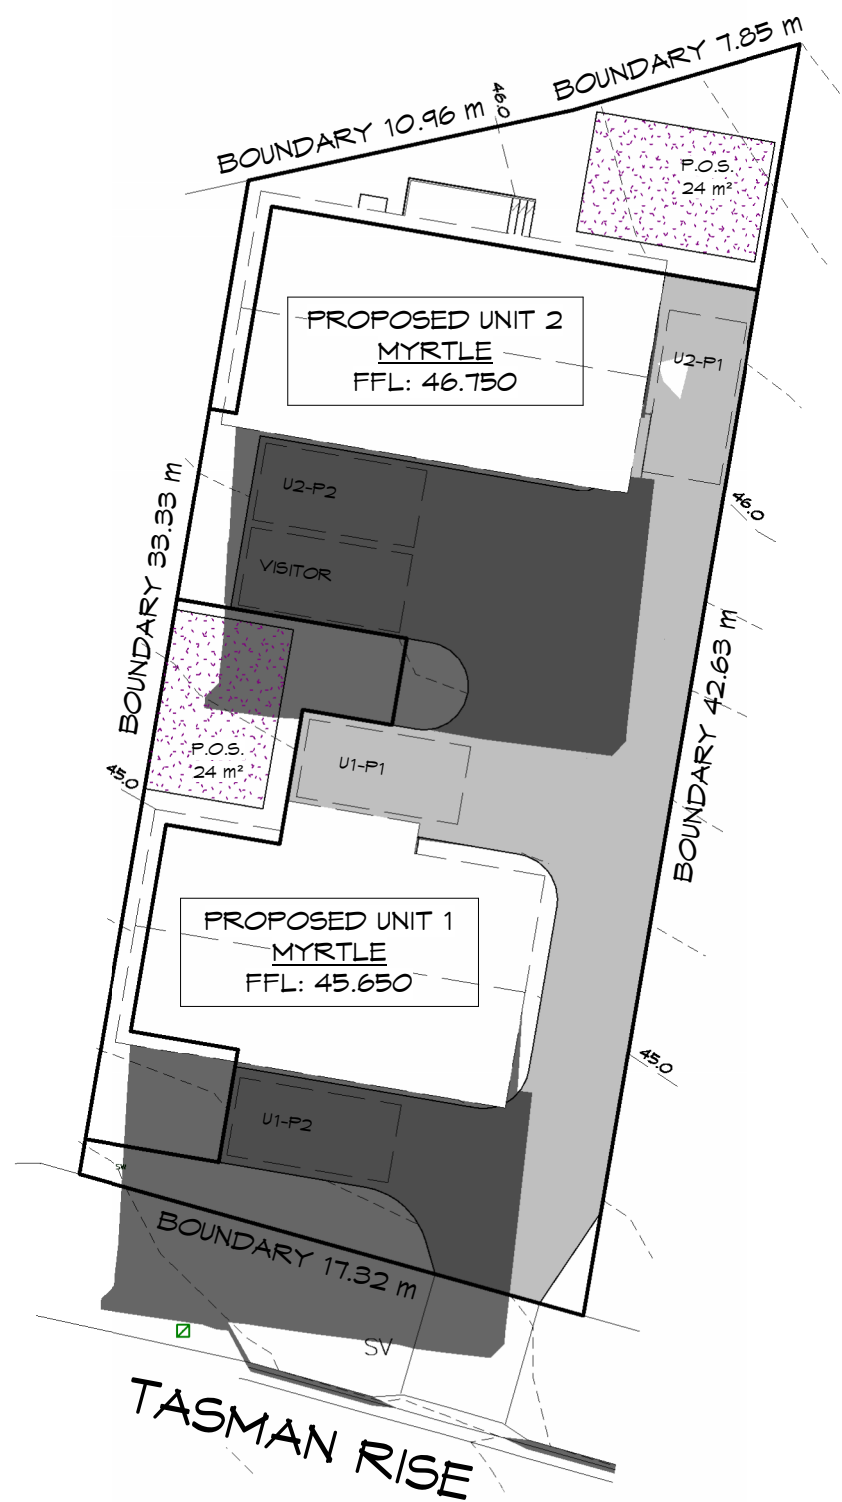 BOUNDARY 7.85 m
BOUNDARY 10.96 m
46.0
P.O.S.
24 m²
PROPOSED UNIT 2
MYRTLE
FFL: 46.750
U2-P1
U2-P2
VISITOR
46.0
BOUNDARY 33.33 m
BOUNDARY 42.63 m
P.O.S.
24 m²
U1-P1
45.0
PROPOSED UNIT 1
MYRTLE
FFL: 45.650
45.0
U1-P2
SW
BOUNDARY 17.32 m
SV
TASMAN RISE